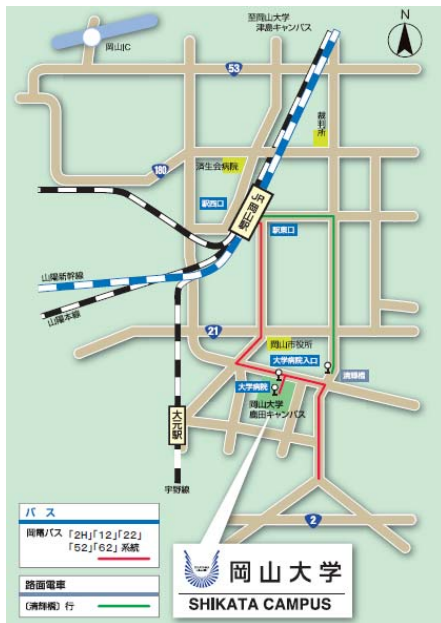 至岡山大学
津島キャンパス
N
岡山IC
53
裁判所
180
済生会病院
駅西口
JR岡山駅
駅東口
山陽新幹線
山陽本線
21
岡山市役所
大学病院入口
清輝橋
大学病院
岡山大学
鹿田キャンパス
大元駅
宇野線
2
バス
岡電バス 「2H」「12」「22」
「52」「62」 系統
路面電車
〔清輝橋〕行
岡山大学
SHIKATA CAMPUS